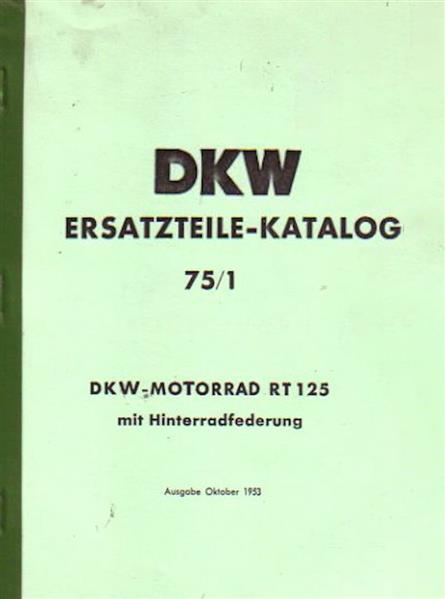 DKW
ERSATZTEILE-KATALOG
75/1
DKW-MOTORRAD RT 125
mit Hinterradfederung
Ausgabe Oktober 1953